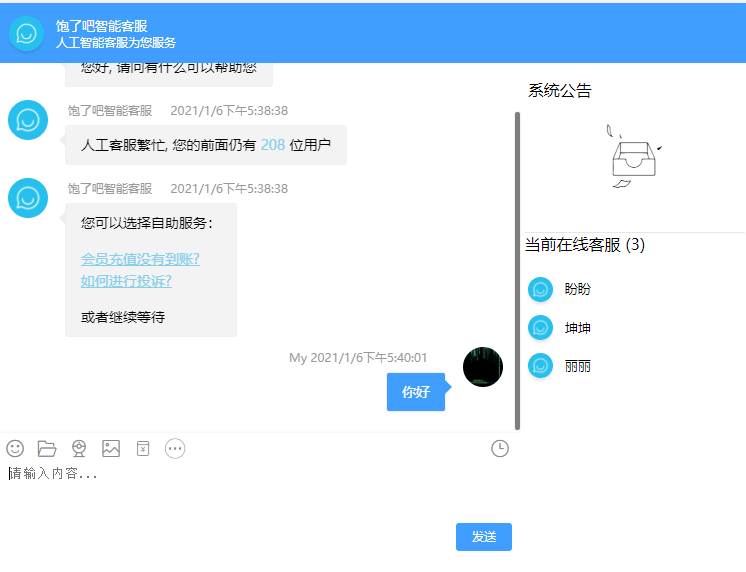 饱了吧智能客服
人工智能客服为您服务
您好, 请问有什么可以帮助您
饱了吧智能客服 2021/1/6下午5:38:38
人工客服繁忙, 您的前面仍有 208 位用户
饱了吧智能客服 2021/1/6下午5:38:38
您可以选择自助服务：
会员充值没有到账?
如何进行投诉?
或者继续等待
My 2021/1/6下午5:40:01
你好
请输入内容...
发送
系统公告
当前在线客服 (3)
盼盼
坤坤
丽丽